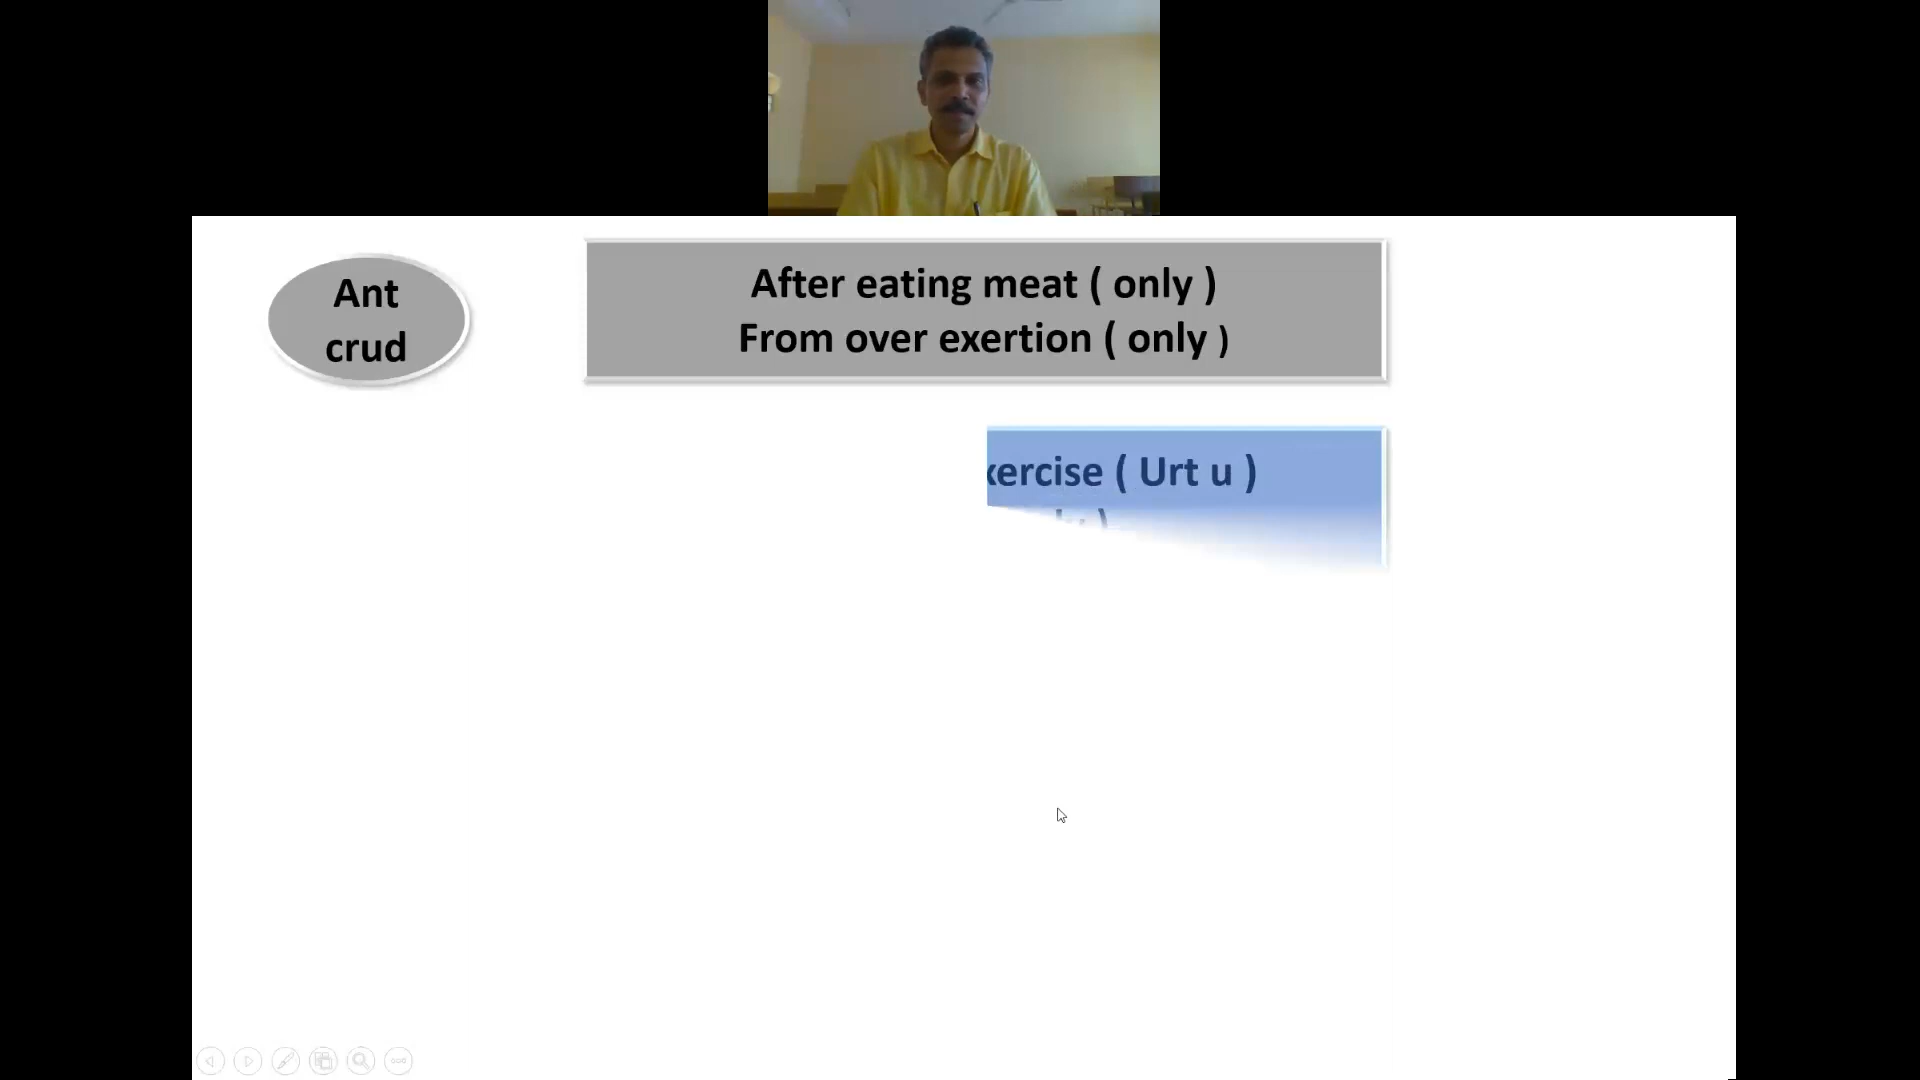 Ant
crud
After eating meat ( only )
From over exertion ( only )
xercise ( Urt u )